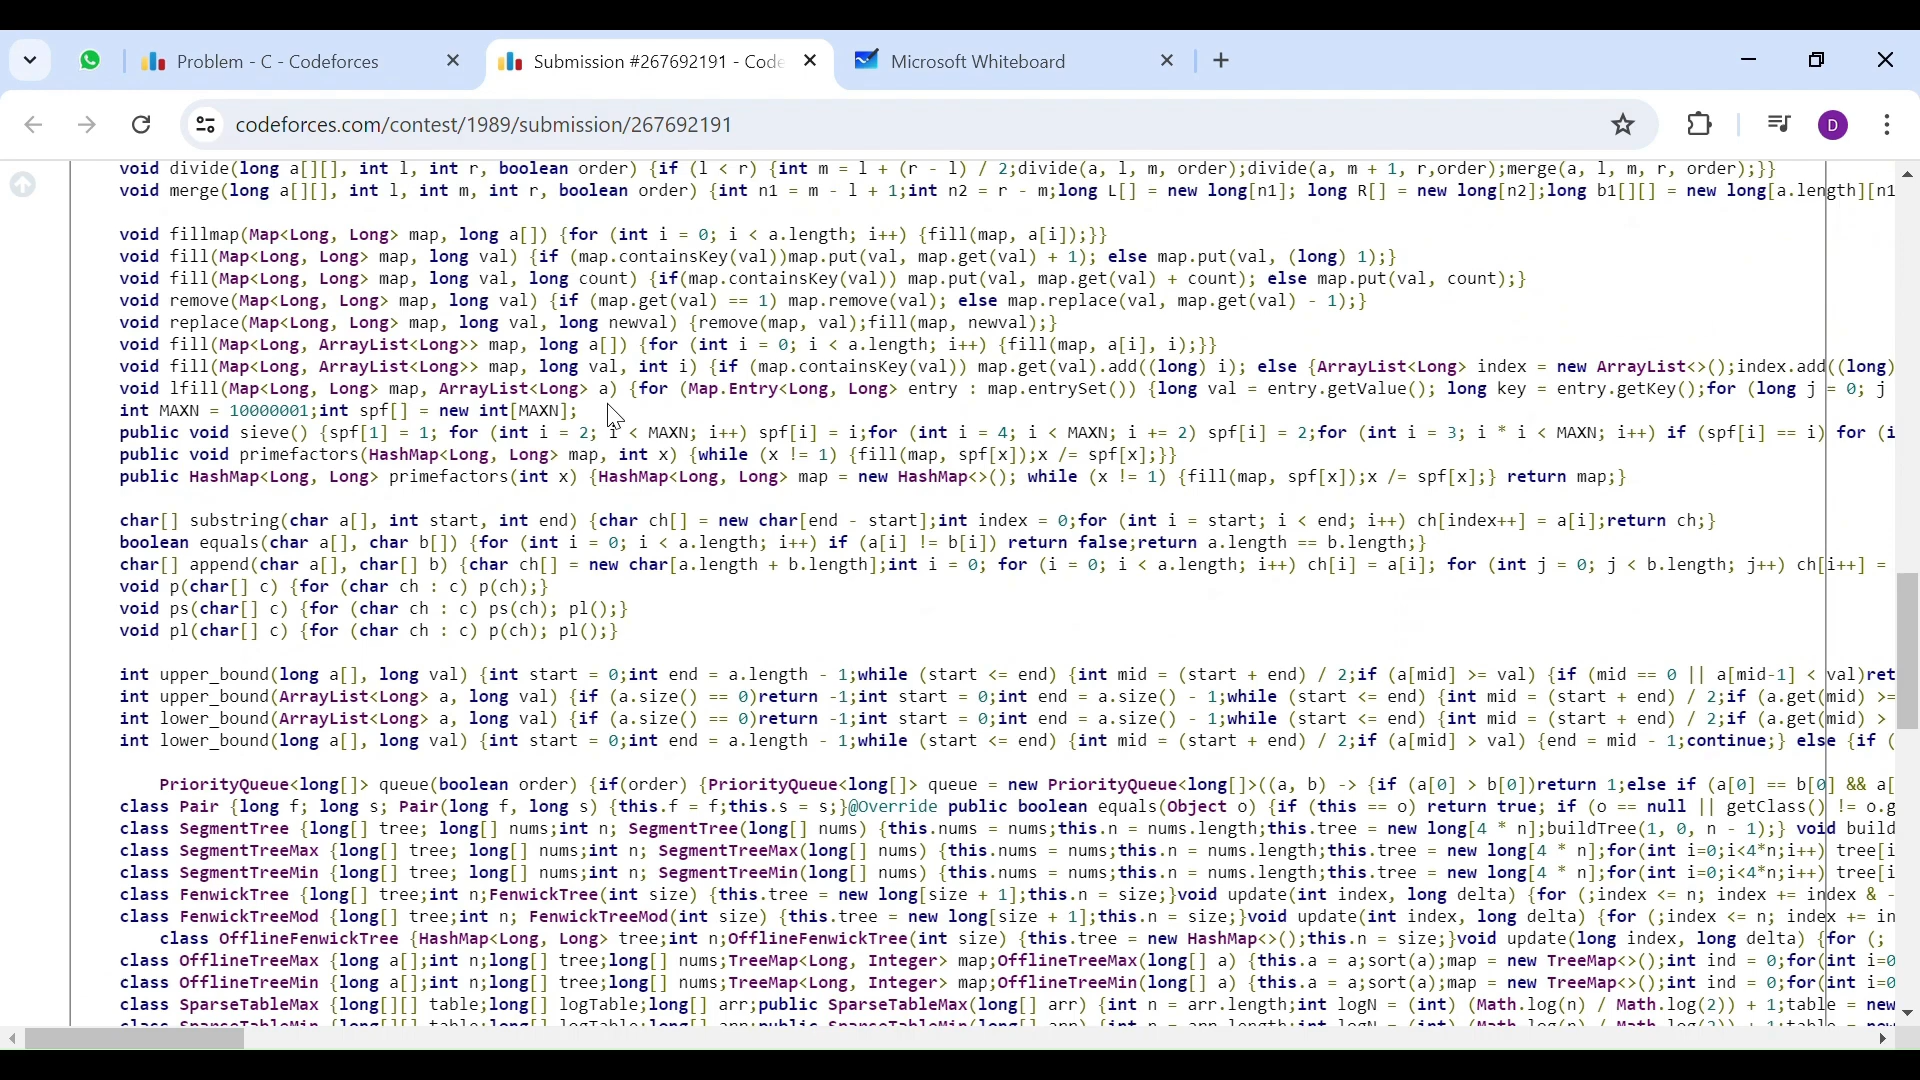 Problem - C - Codeforces
Submission #267692191 - Code
Microsoft Whiteboard
codeforces.com/contest/1989/submission/267692191
D
void divide(long a[][], int l, int r, boolean order) {if (l < r) {int m = l + (r - l) / 2;divide(a, l, m, order);divide(a, m + 1, r,order);merge(a, l, m, r, order);}}
void merge(long a[][], int l, int m, int r, boolean order) {int n1 = m - l + 1;int n2 = r - m;long L[] = new long[n1]; long R[] = new long[n2];long b1[][] = new long[a.length][n1
void fillmap(Map<Long, Long> map, long a[]) {for (int i = 0; i < a.length; i++) {fill(map, a[i]);}}
void fill(Map<Long, Long> map, long val) {if (map.containsKey(val))map.put(val, map.get(val) + 1); else map.put(val, (long) 1);}
void fill(Map<Long, Long> map, long val, long count) {if(map.containsKey(val)) map.put(val, map.get(val) + count); else map.put(val, count);}
void remove(Map<Long, Long> map, long val) {if (map.get(val) == 1) map.remove(val); else map.replace(val, map.get(val) - 1);}
void replace(Map<Long, Long> map, long val, long newval) {remove(map, val);fill(map, newval);}
void fill(Map<Long, ArrayList<Long>> map, long a[]) {for (int i = 0; i < a.length; i++) {fill(map, a[i], i);}}
void fill(Map<Long, ArrayList<Long>> map, long val, int i) {if (map.containsKey(val)) map.get(val).add((long) i); else {ArrayList<Long> index = new ArrayList<>();index.add((long)
void lfill(Map<Long, Long> map, ArrayList<Long> a) {for (Map.Entry<Long, Long> entry : map.entrySet()) {long val = entry.getValue(); long key = entry.getKey();for (long j = 0; j
int MAXN = 10000001;int spf[] = new int[MAXN];
public void sieve() {spf[1] = 1; for (int i = 2; i < MAXN; i++) spf[i] = i;for (int i = 4; i < MAXN; i += 2) spf[i] = 2;for (int i = 3; i * i < MAXN; i++) if (spf[i] == i) for (i
public void primefactors(HashMap<Long, Long> map, int x) {while (x != 1) {fill(map, spf[x]);x /= spf[x];}}
public HashMap<Long, Long> primefactors(int x) {HashMap<Long, Long> map = new HashMap<>(); while (x != 1) {fill(map, spf[x]);x /= spf[x];} return map;}
char[] substring(char a[], int start, int end) {char ch[] = new char[end - start];int index = 0;for (int i = start; i < end; i++) ch[index++] = a[i];return ch;}
boolean equals(char a[], char b[]) {for (int i = 0; i < a.length; i++) if (a[i] != b[i]) return false;return a.length == b.length;}
char[] append(char a[], char[] b) {char ch[] = new char[a.length + b.length];int i = 0; for (i = 0; i < a.length; i++) ch[i] = a[i]; for (int j = 0; j < b.length; j++) ch[i++] =
void p(char[] c) {for (char ch : c) p(ch);}
void ps(char[] c) {for (char ch : c) ps(ch); pl();}
void pl(char[] c) {for (char ch : c) p(ch); pl();}
int upper_bound(long a[], long val) {int start = 0;int end = a.length - 1;while (start <= end) {int mid = (start + end) / 2;if (a[mid] >= val) {if (mid == 0 || a[mid-1] < val)ret
int upper_bound(ArrayList<Long> a, long val) {if (a.size() == 0)return -1;int start = 0;int end = a.size() - 1;while (start <= end) {int mid = (start + end) / 2;if (a.get(mid) >=
int lower_bound(ArrayList<Long> a, long val) {if (a.size() == 0)return -1;int start = 0;int end = a.size() - 1;while (start <= end) {int mid = (start + end) / 2;if (a.get(mid) >
int lower_bound(long a[], long val) {int start = 0;int end = a.length - 1;while (start <= end) {int mid = (start + end) / 2;if (a[mid] > val) {end = mid - 1;continue;} else {if (
PriorityQueue<long[]> queue(boolean order) {if(order) {PriorityQueue<long[]> queue = new PriorityQueue<long[]>((a, b) -> {if (a[0] > b[0])return 1;else if (a[0] == b[0] && a[
class Pair {long f; long s; Pair(long f, long s) {this.f = f;this.s = s;}@Override public boolean equals(Object o) {if (this == o) return true; if (o == null || getClass() != o.g
class SegmentTree {long[] tree; long[] nums;int n; SegmentTree(long[] nums) {this.nums = nums;this.n = nums.length;this.tree = new long[4 * n];buildTree(1, 0, n - 1);} void build
class SegmentTreeMax {long[] tree; long[] nums;int n; SegmentTreeMax(long[] nums) {this.nums = nums;this.n = nums.length;this.tree = new long[4 * n];for(int i=0;i<4*n;i++) tree[i
class SegmentTreeMin {long[] tree; long[] nums;int n; SegmentTreeMin(long[] nums) {this.nums = nums;this.n = nums.length;this.tree = new long[4 * n];for(int i=0;i<4*n;i++) tree[i
class FenwickTree {long[] tree;int n;FenwickTree(int size) {this.tree = new long[size + 1];this.n = size;}void update(int index, long delta) {for (;index <= n; index += index & -
class FenwickTreeMod {long[] tree;int n; FenwickTreeMod(int size) {this.tree = new long[size + 1];this.n = size;}void update(int index, long delta) {for (;index <= n; index += in
class OfflineFenwickTree {HashMap<Long, Long> tree;int n;OfflineFenwickTree(int size) {this.tree = new HashMap<>();this.n = size;}void update(long index, long delta) {for (;
class OfflineTreeMax {long a[];int n;long[] tree;long[] nums;TreeMap<Long, Integer> map;OfflineTreeMax(long[] a) {this.a = a;sort(a);map = new TreeMap<>();int ind = 0;for(int i=0
class OfflineTreeMin {long a[];int n;long[] tree;long[] nums;TreeMap<Long, Integer> map;OfflineTreeMin(long[] a) {this.a = a;sort(a);map = new TreeMap<>();int ind = 0;for(int i=0
class SparseTableMax {long[][] table;long[] logTable;long[] arr;public SparseTableMax(long[] arr) {int n = arr.length;int logN = (int) (Math.log(n) / Math.log(2)) + 1;table = new
class SparseTableMin {long[][] table;long[] logTable;long[] arr;public SparseTableMin(long[] arr) {int n = arr.length;int logN = (int) (Math.log(n) / Math.log(2)) + 1;table = new